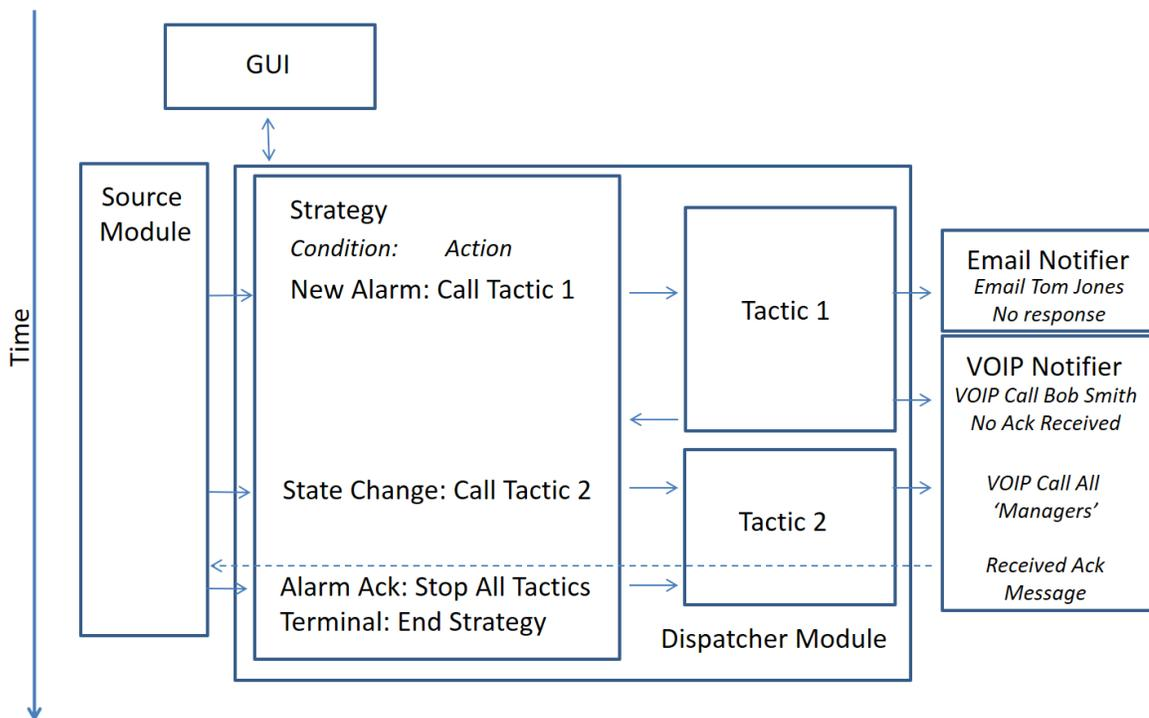 GUI
Source
Module
Time
Strategy
Condition: Action
New Alarm: Call Tactic 1
State Change: Call Tactic 2
Alarm Ack: Stop All Tactics
Terminal: End Strategy
Tactic 1
Tactic 2
Dispatcher Module
Email Notifier
Email Tom Jones
No response
VOIP Notifier
VOIP Call Bob Smith
No Ack Received
VOIP Call All
‘Managers’
Received Ack
Message